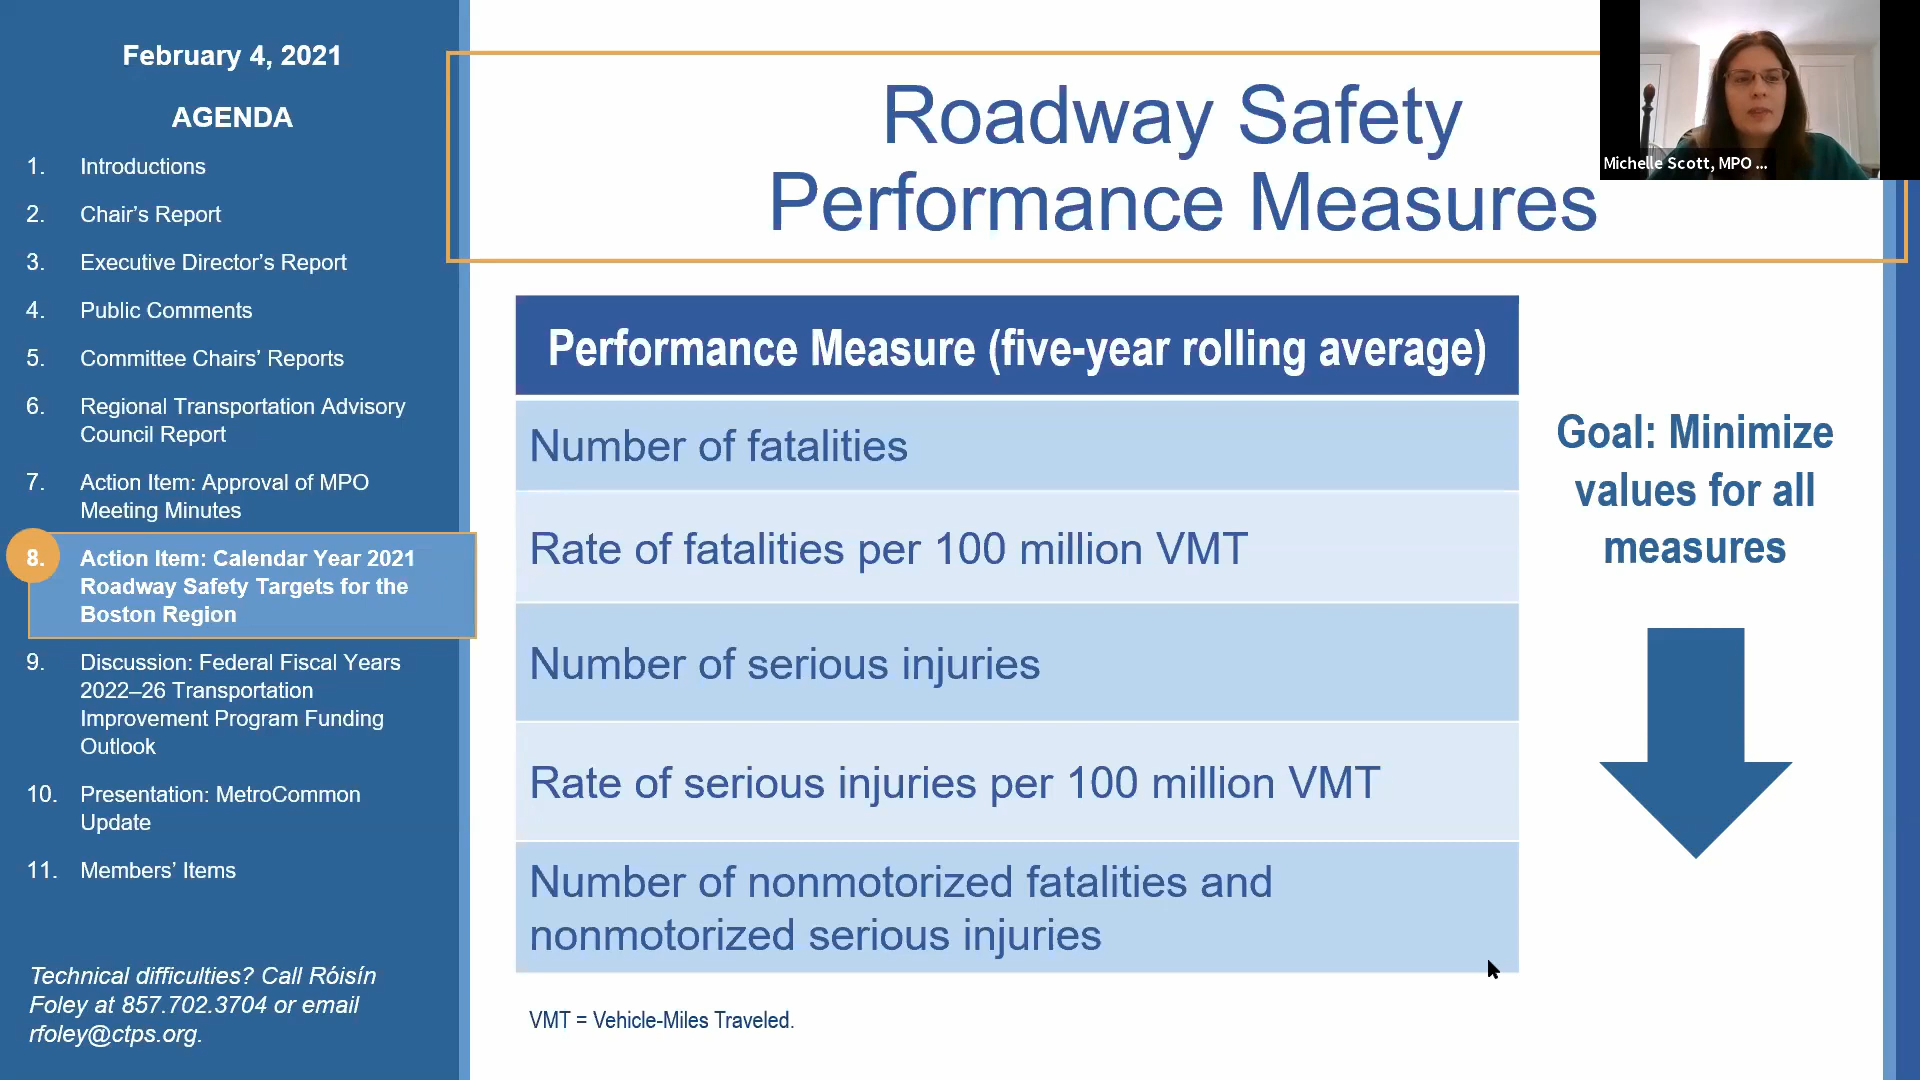 February 4, 2021
AGENDA
1. Introductions
2. Chair’s Report
3. Executive Director’s Report
4. Public Comments
5. Committee Chairs’ Reports
6. Regional Transportation Advisory
Council Report
7. Action Item: Approval of MPO
Meeting Minutes
8. Action Item: Calendar Year 2021
Roadway Safety Targets for the
Boston Region
9. Discussion: Federal Fiscal Years
2022–26 Transportation
Improvement Program Funding
Outlook
10. Presentation: MetroCommon
Update
11. Members’ Items
Technical difficulties? Call Róisín
Foley at 857.702.3704 or email
rfoley@ctps.org.
Roadway Safety
Performance Measures
Michelle Scott, MPO ...
Performance Measure (five-year rolling average)
Number of fatalities
Rate of fatalities per 100 million VMT
Number of serious injuries
Rate of serious injuries per 100 million VMT
Number of nonmotorized fatalities and
nonmotorized serious injuries
VMT = Vehicle-Miles Traveled.
Goal: Minimize
values for all
measures